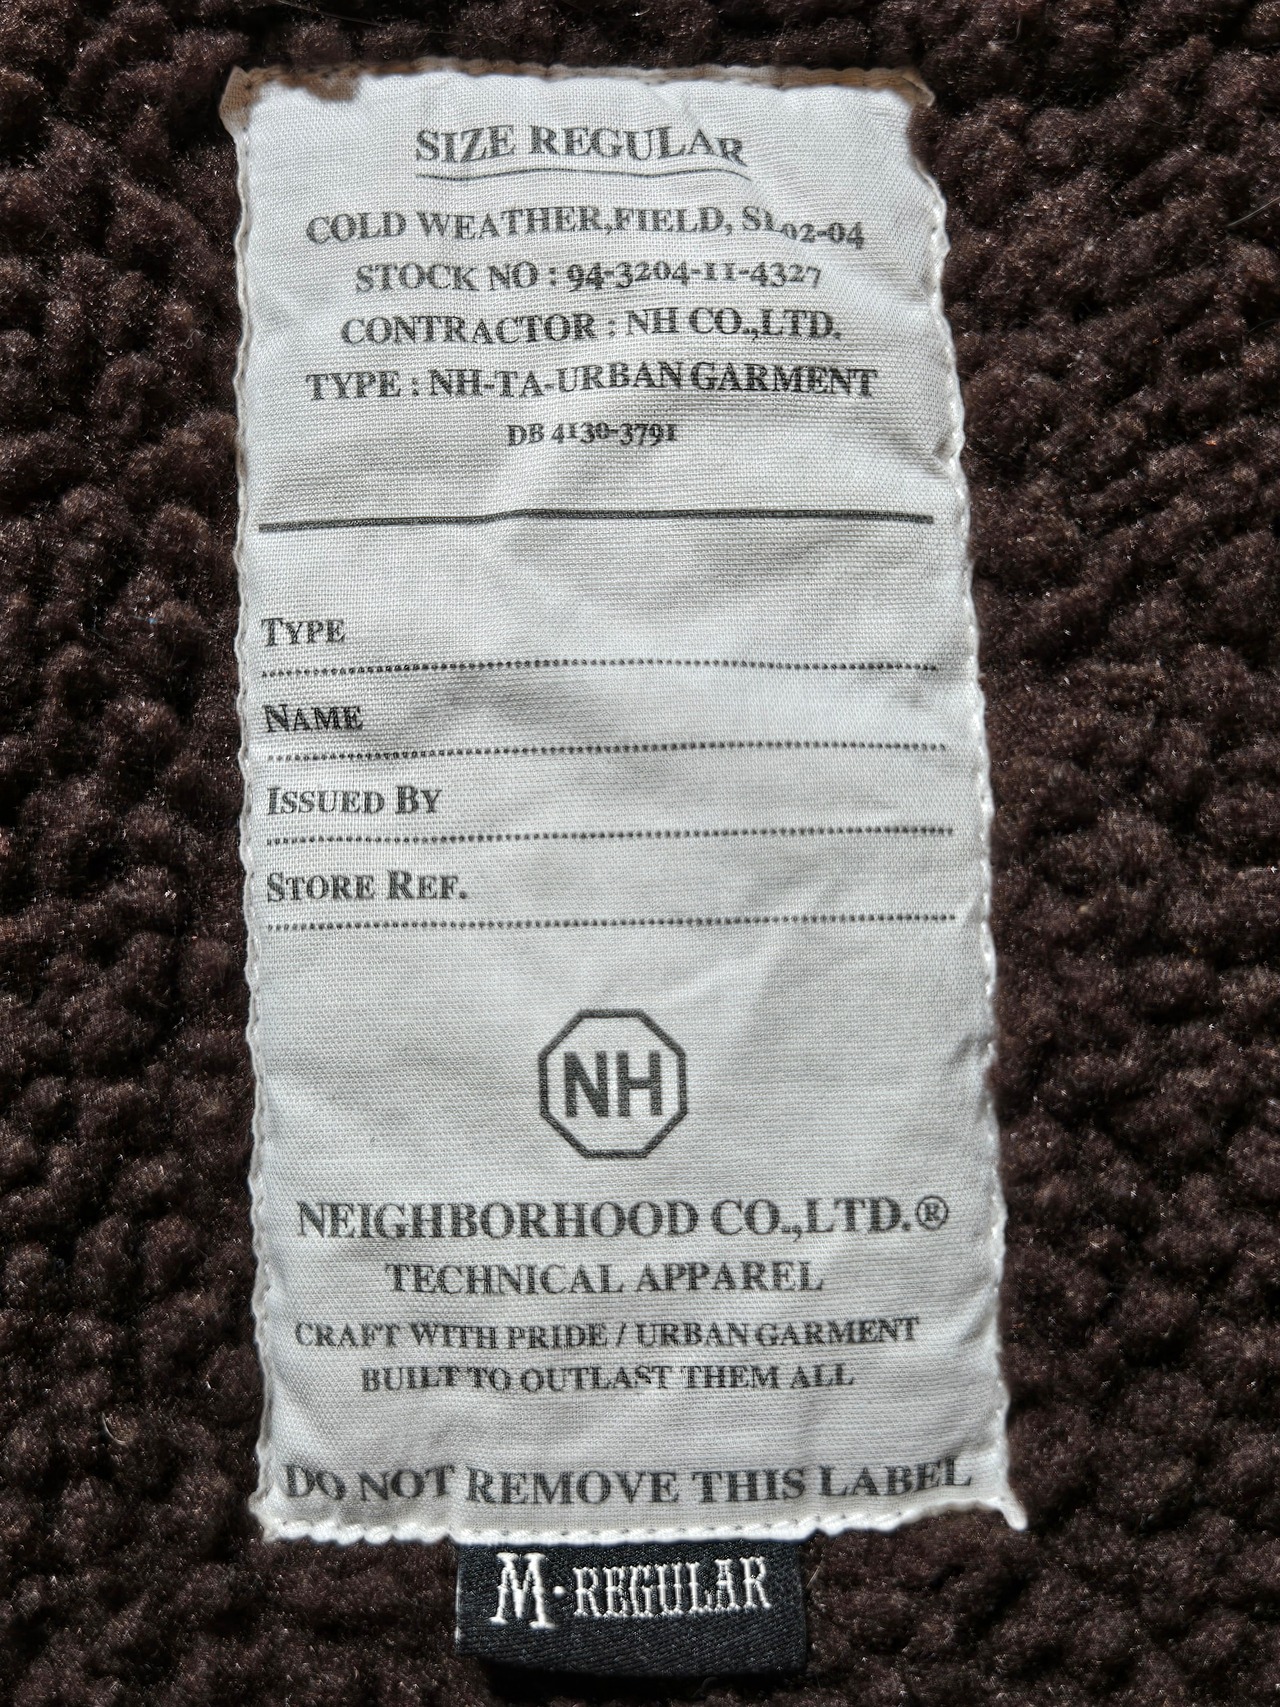 SIZE REGULAR
COLD WEATHER,FIELD, SL02-04
STOCK NO : 94-3204-11-4327
CONTRACTOR : NH CO.,LTD.
TYPE : NH-TA-URBAN GARMENT
DB 4130-3791
TYPE
NAME
ISSUED BY
STORE REF.
NH
NEIGHBORHOOD CO.,LTD.®
TECHNICAL APPAREL
CRAFT WITH PRIDE / URBAN GARMENT
BUILT TO OUTLAST THEM ALL
DO NOT REMOVE THIS LABEL
M·REGULAR